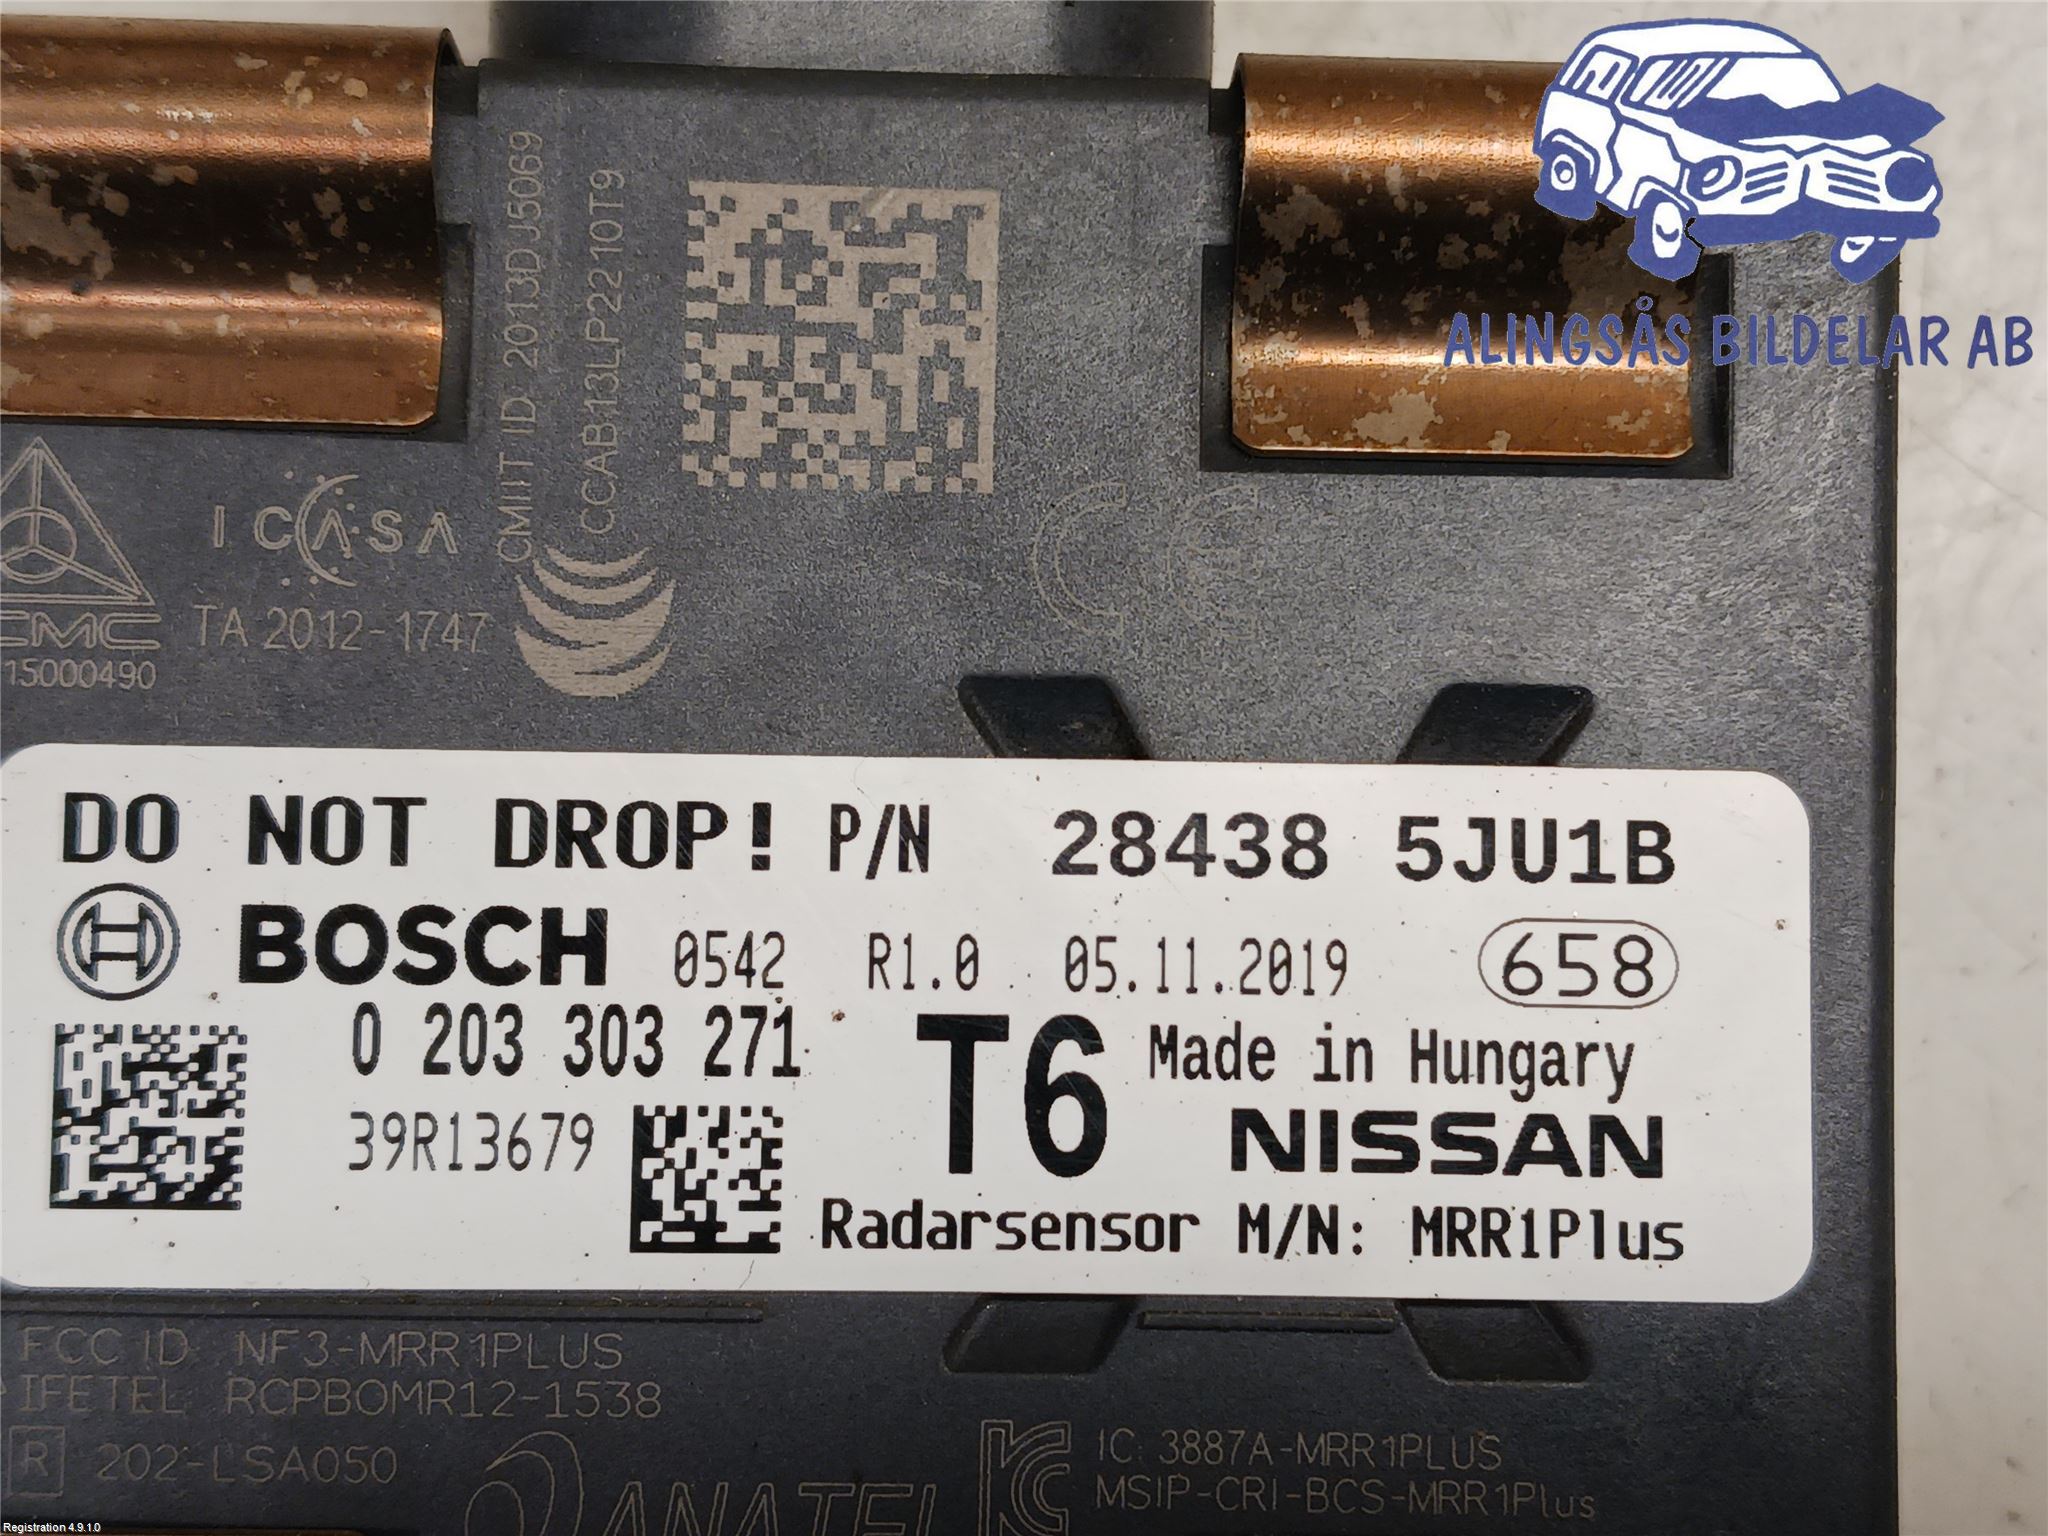 ALINGSÅS BILDELAR AB
CMIIT ID 2013DJ5069
CCAB13LP2210T9
ICASA
TA 2012-1747
CMC
15000490
CE
DO NOT DROP! P/N 28438 5JU1B
BOSCH 0542 R1.0 05.11.2019 658
0 203 303 271 T6 Made in Hungary
39R13679 NISSAN
Radarsensor M/N: MRR1Plus
FCC ID NF3-MRR1PLUS
IFETEL RCPBOMR12-1538
R 202-LSA050
ANATEL
IC: 3887A-MRR1PLUS
MSIP-CRI-BCS-MRR1Plus
Registration 4.9.1.0